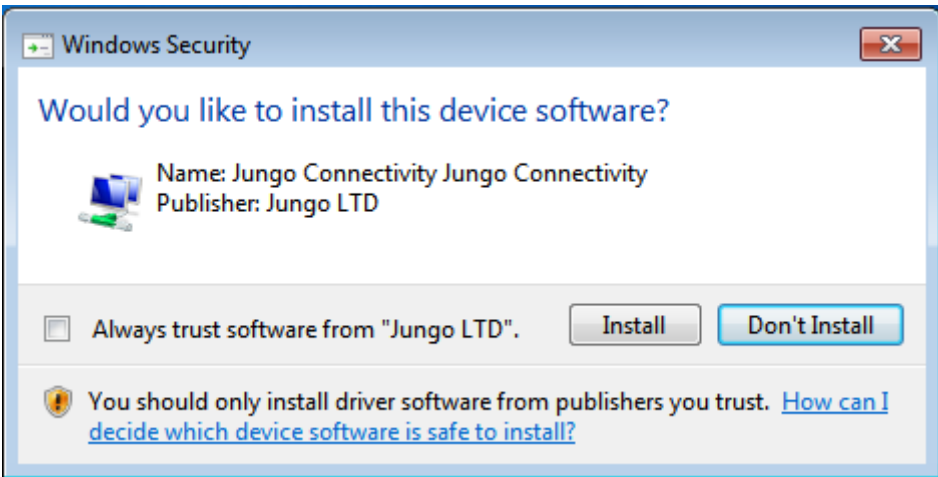 Windows Security
Would you like to install this device software?
Name: Jungo Connectivity Jungo Connectivity
Publisher: Jungo LTD
Always trust software from "Jungo LTD".
Install
Don't Install
You should only install driver software from publishers you trust. How can I
decide which device software is safe to install?